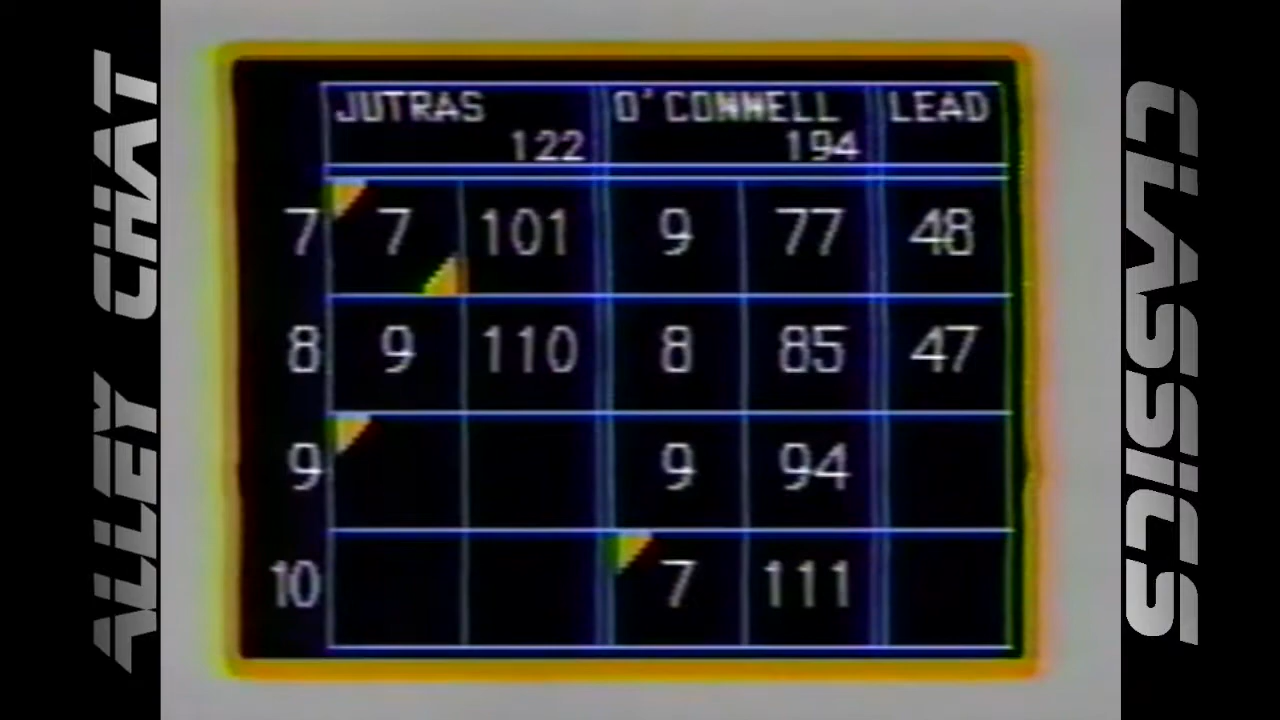 ALLEY CHAT
JUTRAS O'CONNELL LEAD
122 194
7 7 101 9 77 48
8 9 110 8 85 47
9 9 94
10 7 111
CLASSICS